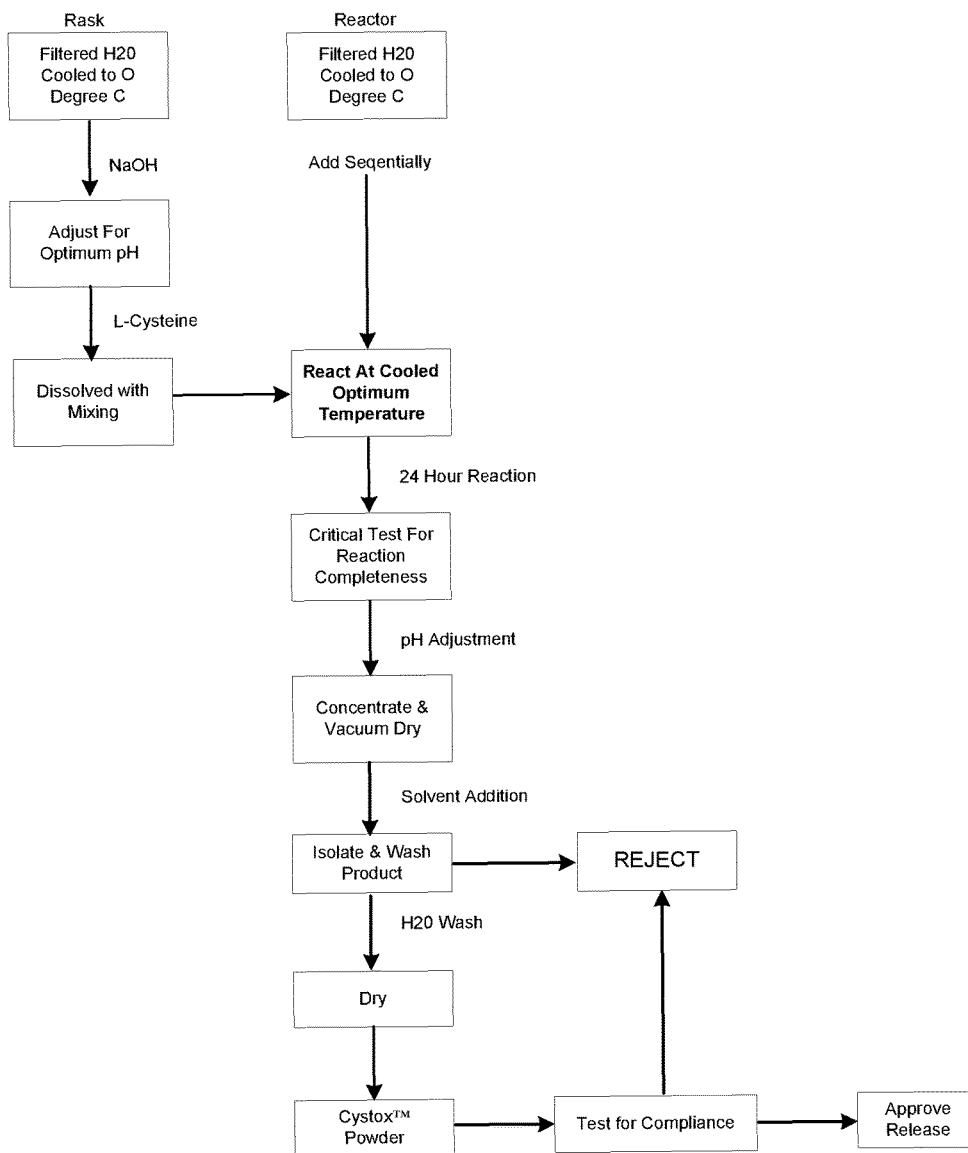 Rask
Reactor
Filtered H20
Cooled to O
Degree C
Filtered H20
Cooled to O
Degree C
NaOH
Add Seqentially
Adjust For
Optimum pH
L-Cysteine
Dissolved with
Mixing
React At Cooled
Optimum
Temperature
24 Hour Reaction
Critical Test For
Reaction
Completeness
pH Adjustment
Concentrate &
Vacuum Dry
Solvent Addition
Isolate & Wash
Product
REJECT
H20 Wash
Dry
Cystox™
Powder
Test for Compliance
Approve
Release